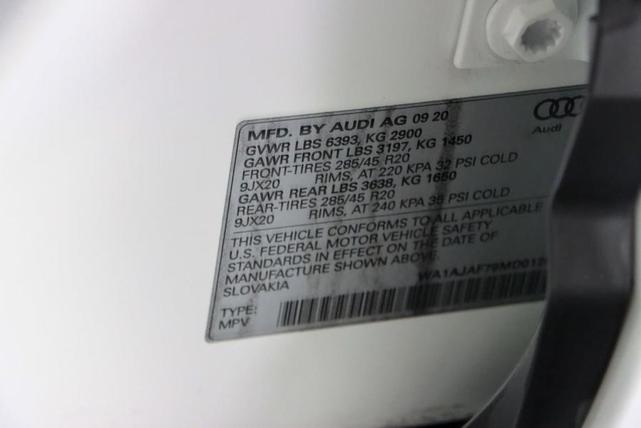 MFD. BY AUDI AG 09 20
GVWR LBS 6393, KG 2900
GAWR FRONT LBS 3197, KG 1450
FRONT-TIRES 285/45 R20
9JX20 RIMS, AT 220 KPA 32 PSI COLD
GAWR REAR LBS 3638, KG 1650
REAR-TIRES 285/45 R20
9JX20 RIMS, AT 240 KPA 35 PSI COLD
THIS VEHICLE CONFORMS TO ALL APPLICABLE
U.S. FEDERAL MOTOR VEHICLE SAFETY
STANDARDS IN EFFECT ON THE DATE OF
MANUFACTURE SHOWN ABOVE.
SLOVAKIA
TYPE:
MPV
Audi